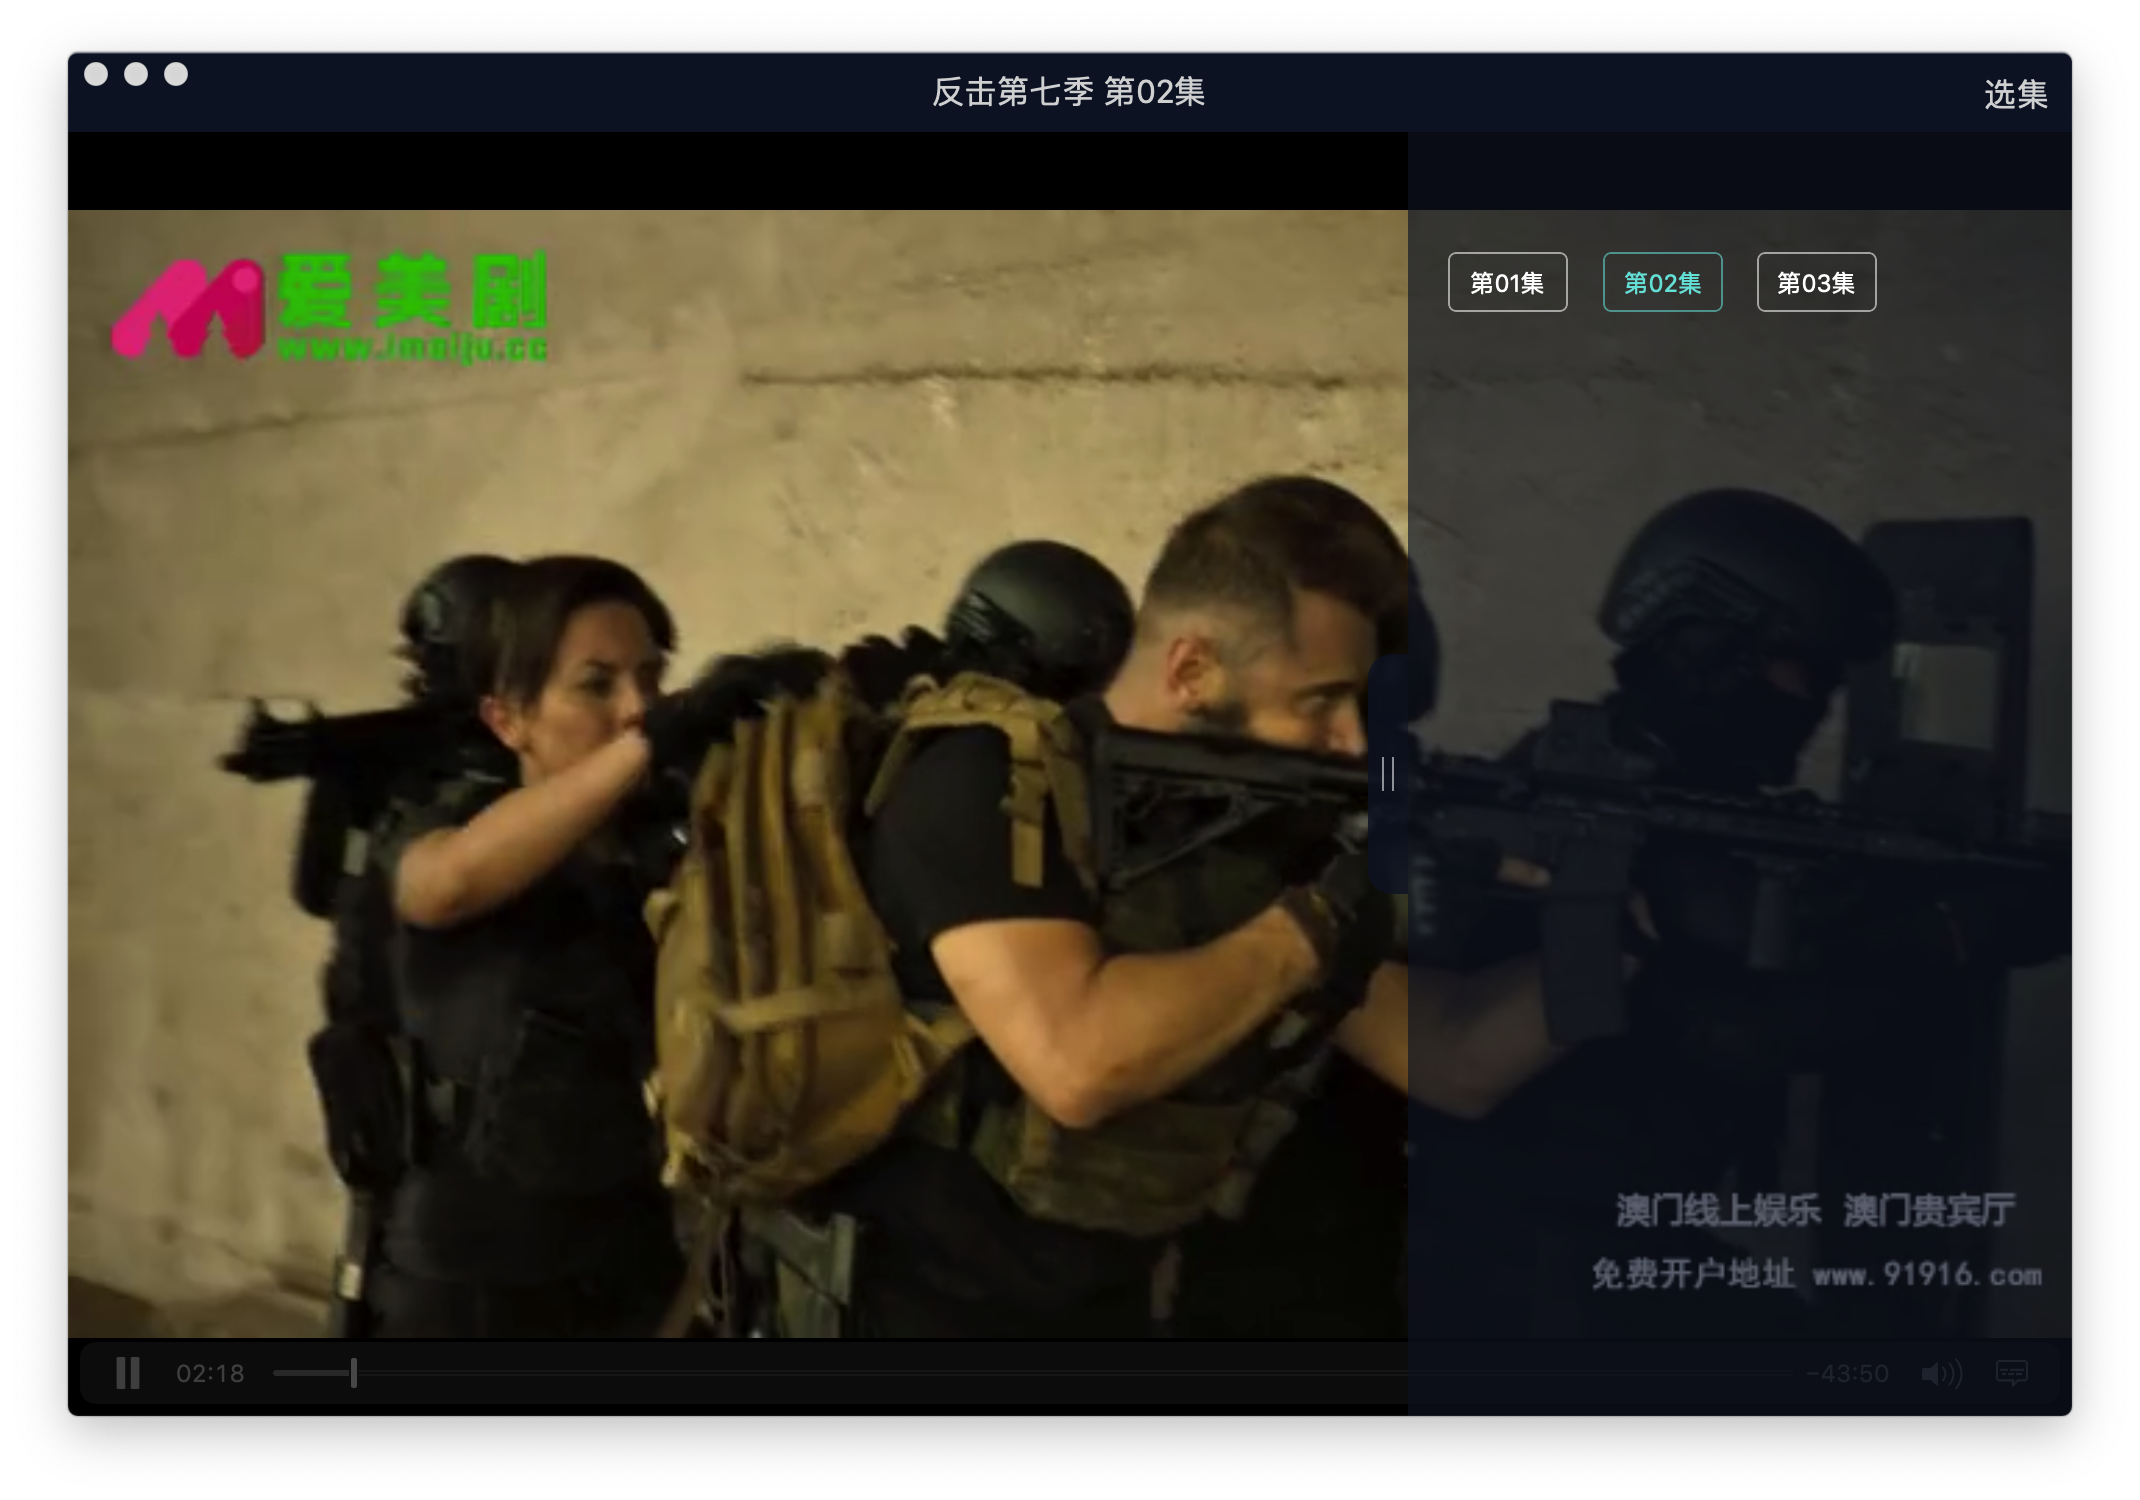 反击第七季 第02集
选集
爱美剧
www.imeiju.cc
第01集 第02集 第03集
澳门线上娱乐 澳门贵宾厅
免费开户地址 www.91916.com
02:18
-43:50